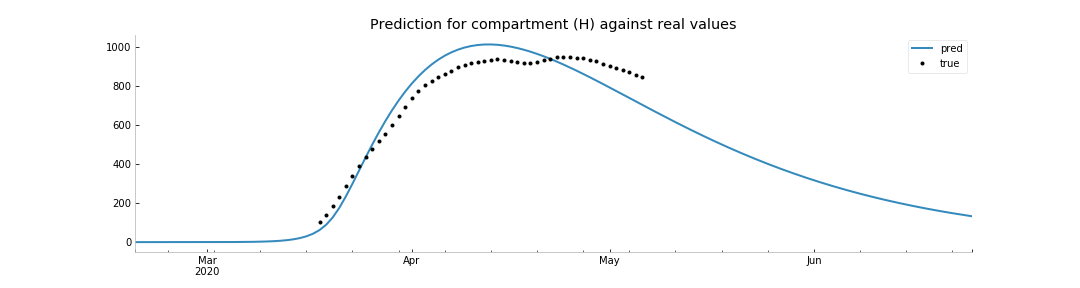 Prediction for compartment (H) against real values
1000
800
600
400
200
0
pred
true
Mar
2020
Apr
May
Jun